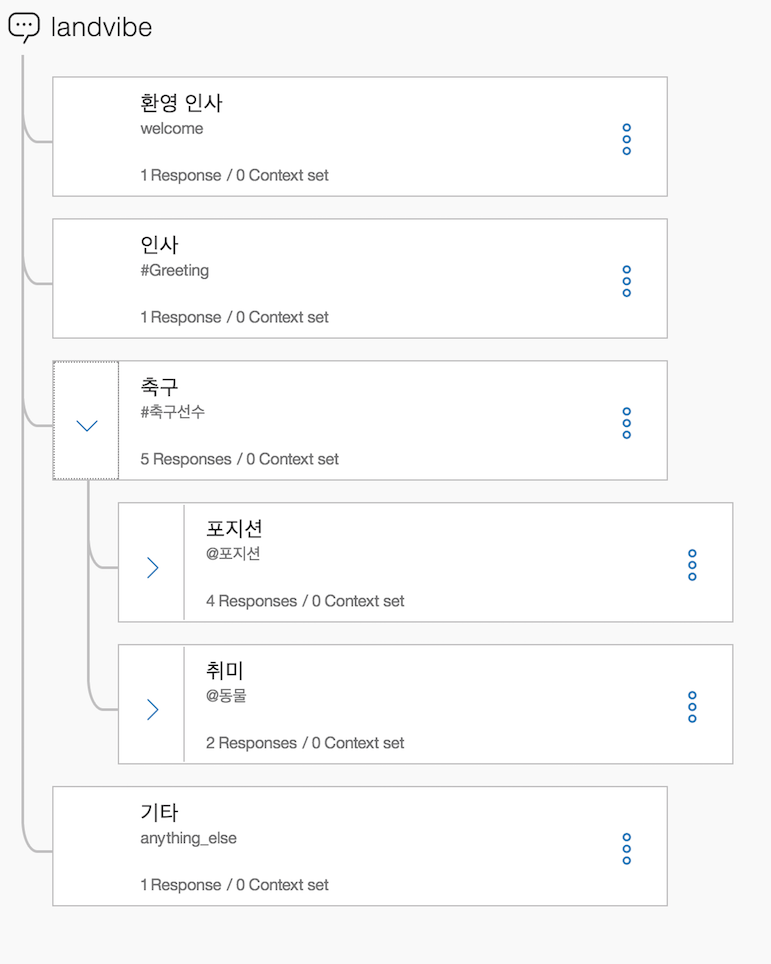 landvibe
환영 인사
welcome
1 Response / 0 Context set
인사
#Greeting
1 Response / 0 Context set
축구
#축구선수
5 Responses / 0 Context set
포지션
@포지션
4 Responses / 0 Context set
취미
@동물
2 Responses / 0 Context set
기타
anything_else
1 Response / 0 Context set